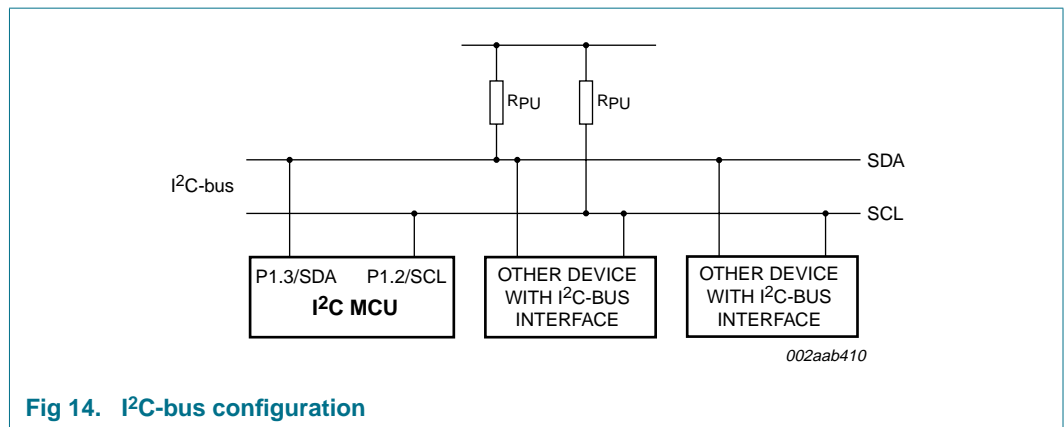 RPU RPU
SDA
I2C-bus
SCL
P1.3/SDA P1.2/SCL
I2C MCU
OTHER DEVICE
WITH I2C-BUS
INTERFACE
OTHER DEVICE
WITH I2C-BUS
INTERFACE
002aab410
Fig 14. I2C-bus configuration